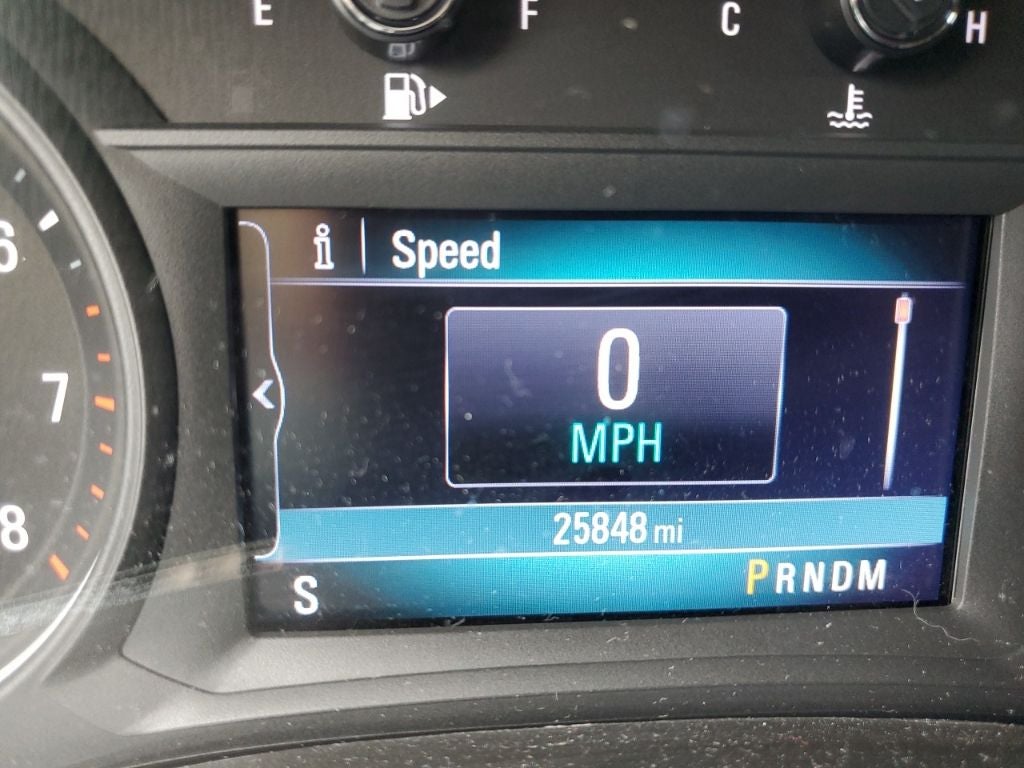 E F C H
i Speed
6
0
7
MPH
8
25848 mi
S PRNDM